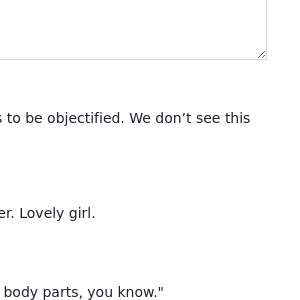 to be objectified. We don’t see this
er. Lovely girl.
body parts, you know."